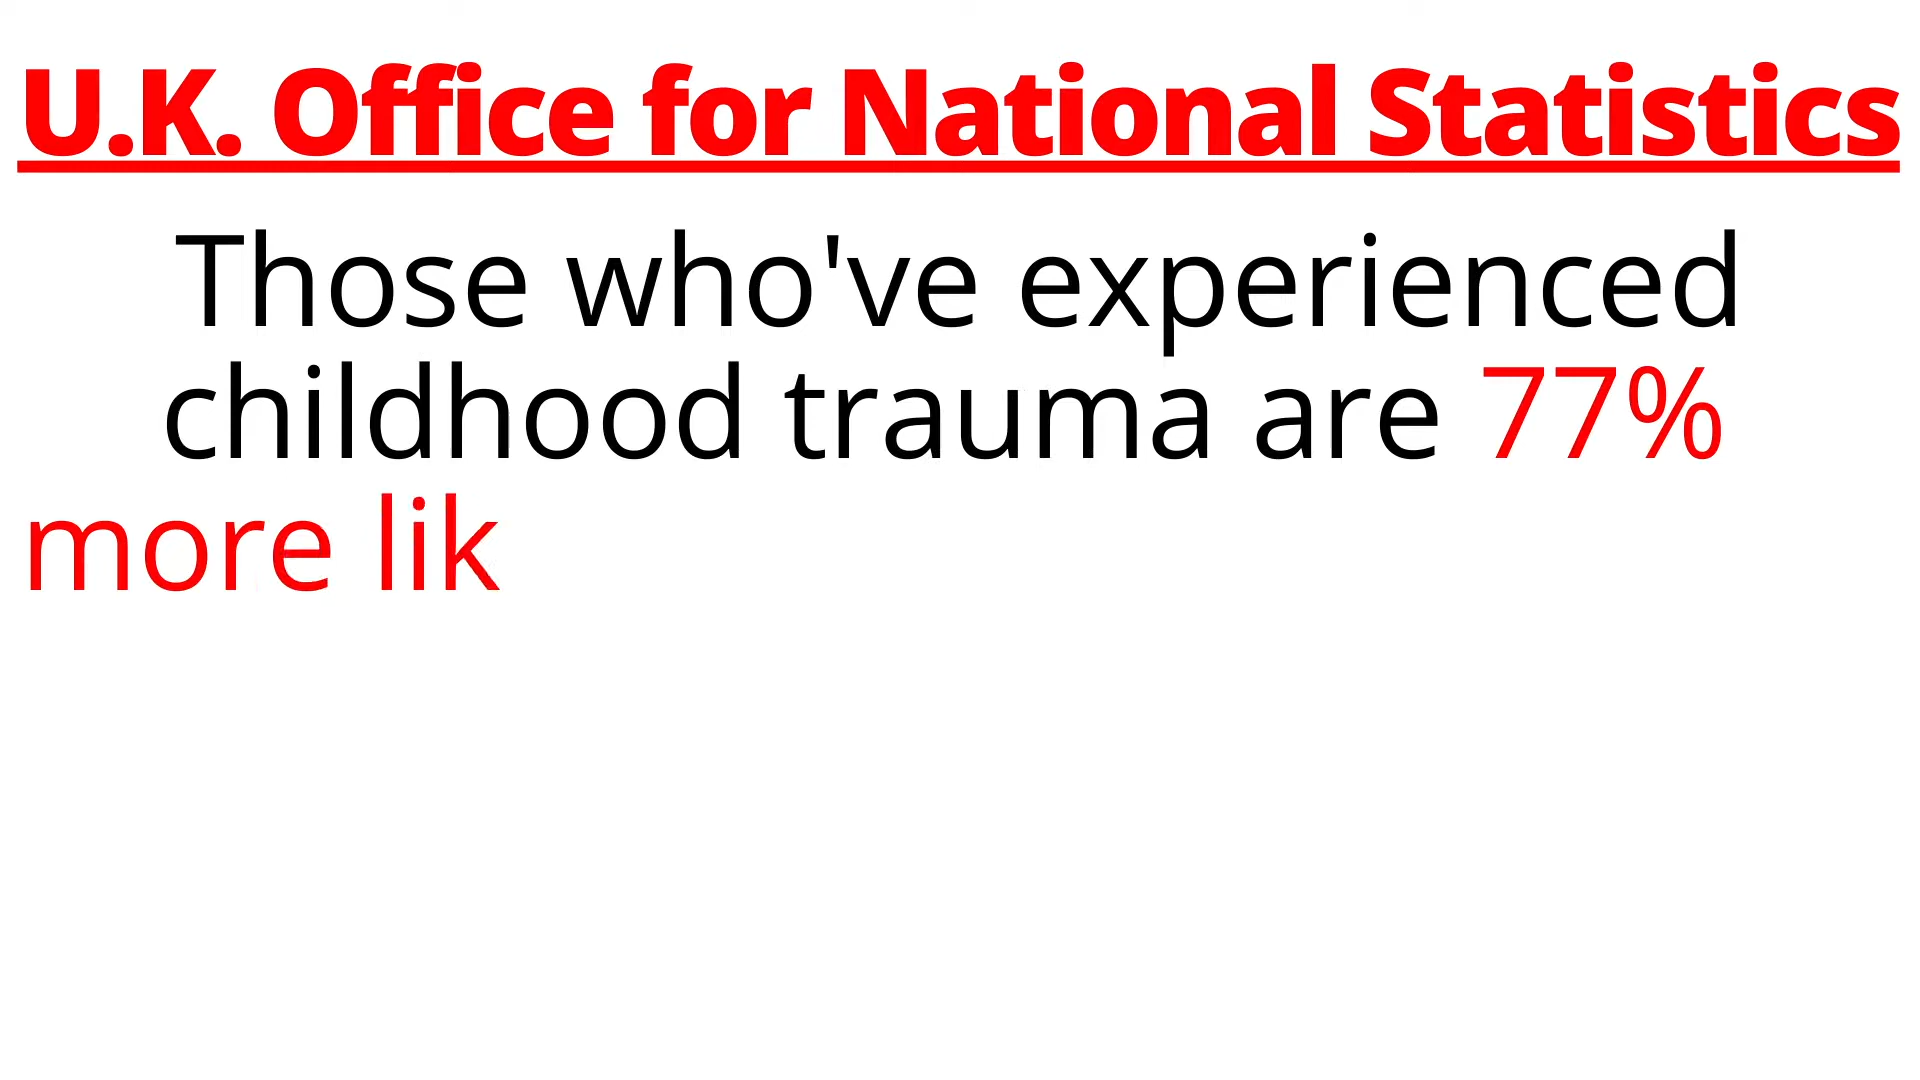 U.K. Office for National Statistics
Those who've experienced
childhood trauma are 77%
more lik